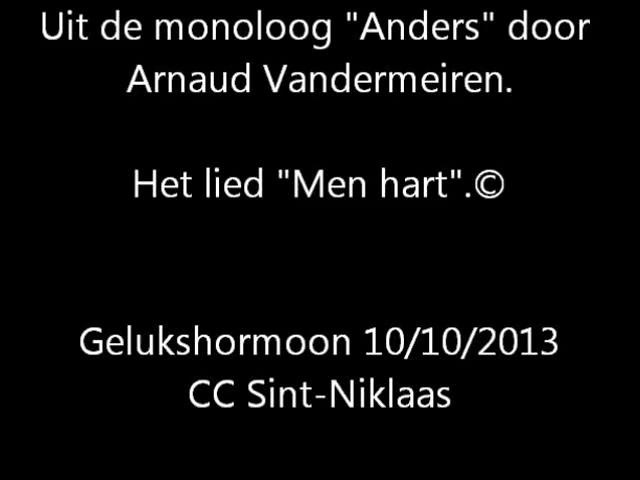 Uit de monoloog "Anders" door
Arnaud Vandermeiren.
Het lied "Men hart".©
Gelukshormoon 10/10/2013
CC Sint-Niklaas